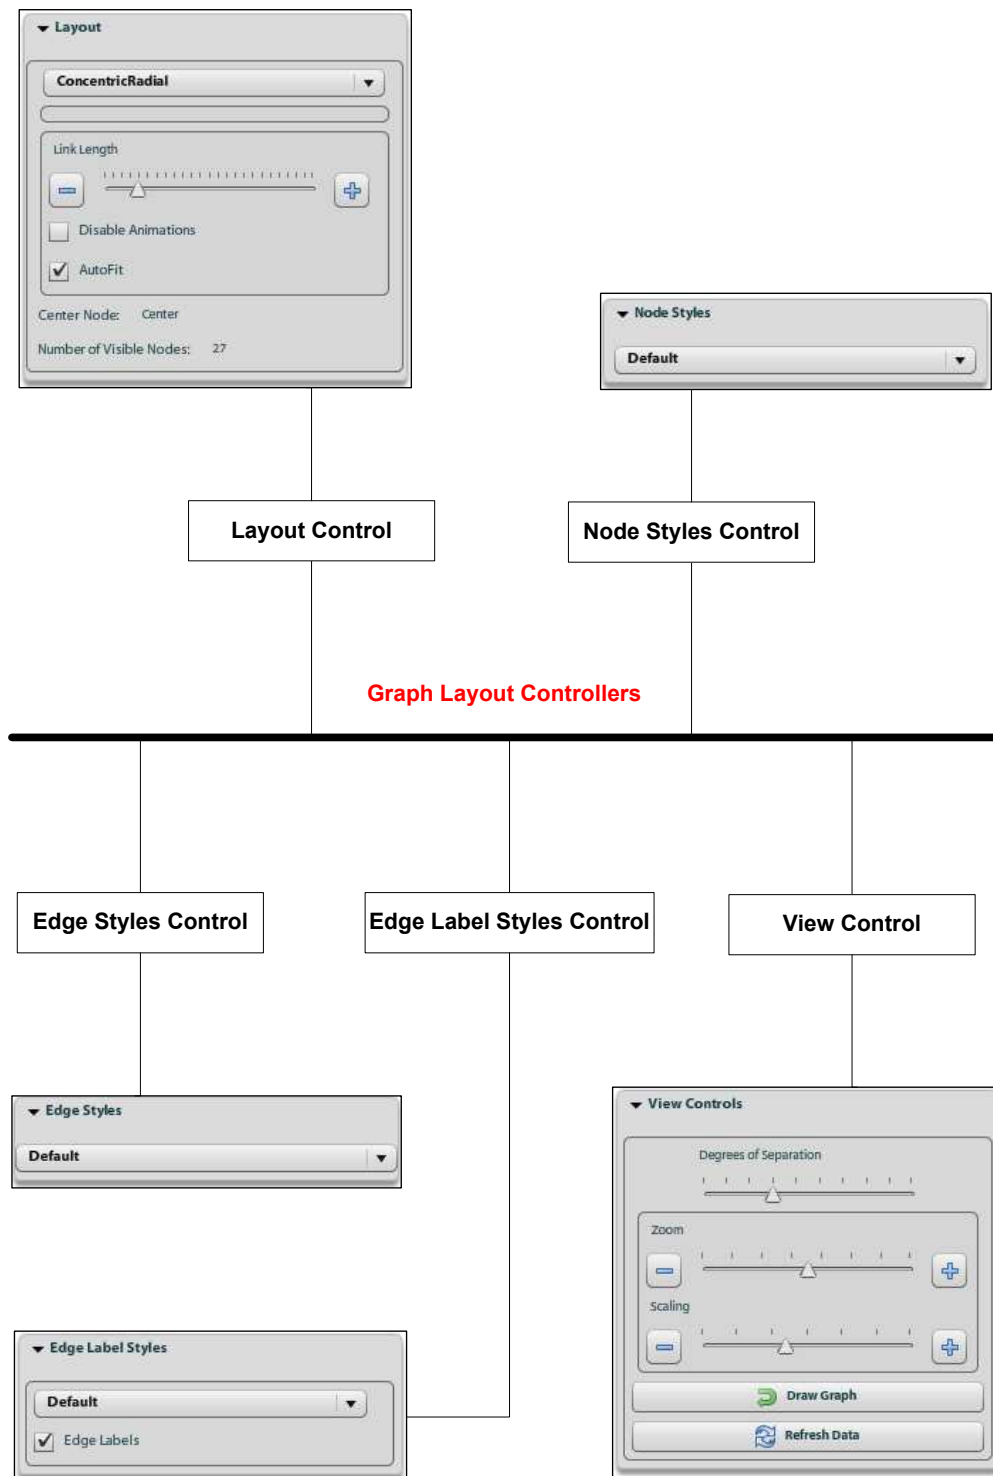 Layout
ConcentricRadial
Link Length
Disable Animations
AutoFit
Center Node: Center
Number of Visible Nodes: 27
Node Styles
Default
Layout Control
Node Styles Control
Graph Layout Controllers
Edge Styles Control
Edge Label Styles Control
View Control
Edge Styles
Default
View Controls
Degrees of Separation
Zoom
Scaling
Draw Graph
Refresh Data
Edge Label Styles
Default
Edge Labels